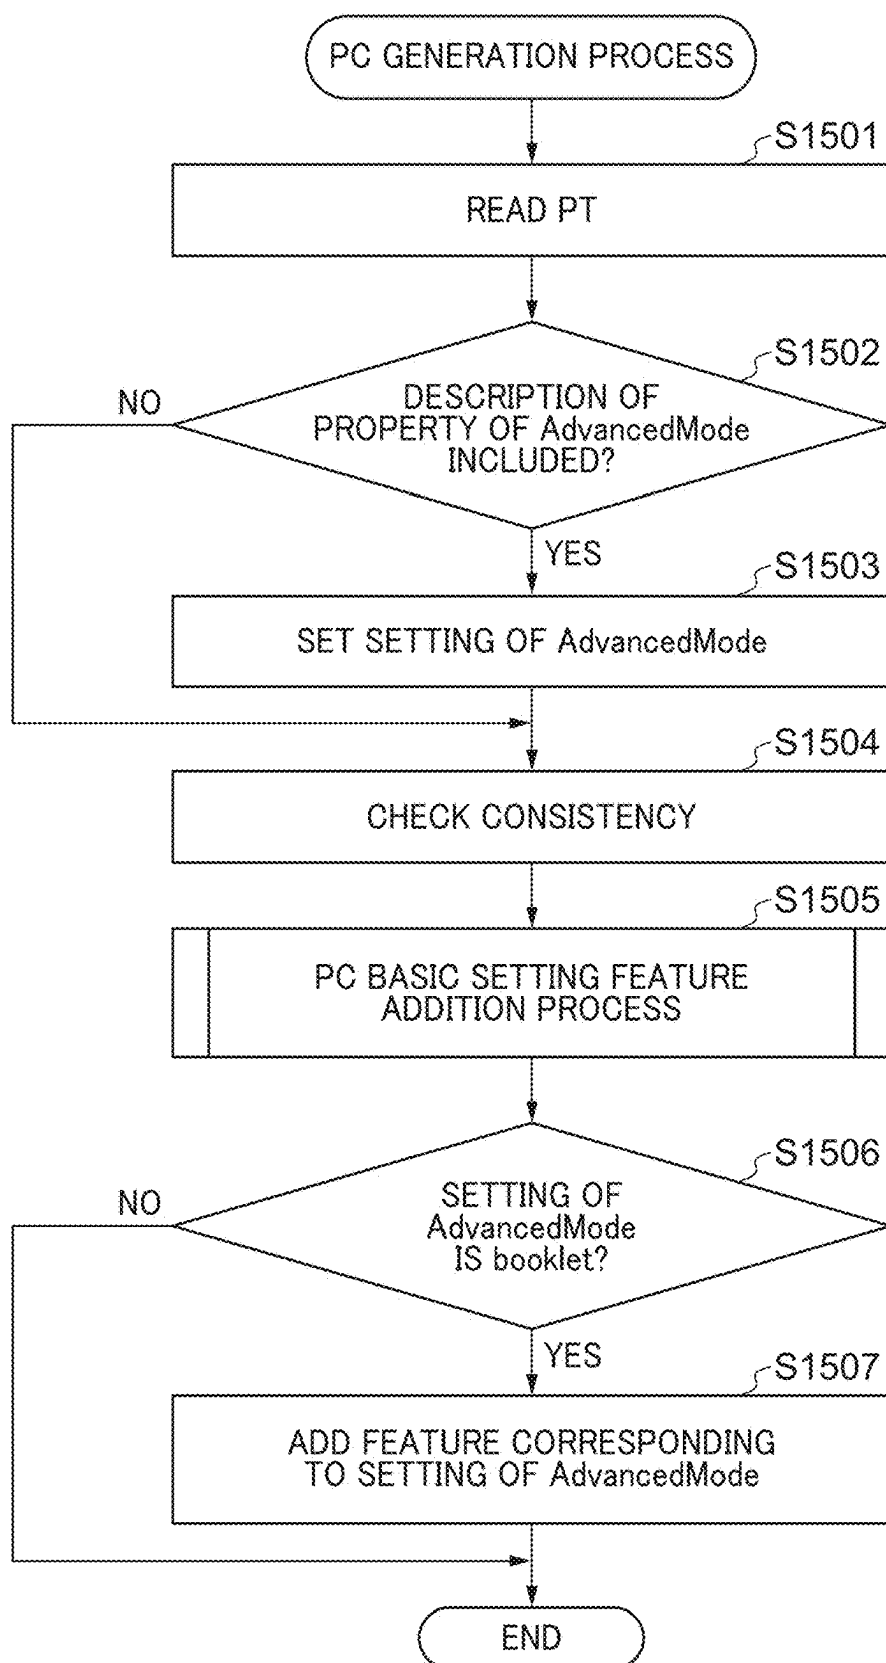 PC GENERATION PROCESS
S1501
READ PT
S1502
DESCRIPTION OF
PROPERTY OF AdvancedMode
INCLUDED?
NO
YES
S1503
SET SETTING OF AdvancedMode
S1504
CHECK CONSISTENCY
S1505
PC BASIC SETTING FEATURE
ADDITION PROCESS
S1506
SETTING OF
AdvancedMode
IS booklet?
NO
YES
S1507
ADD FEATURE CORRESPONDING
TO SETTING OF AdvancedMode
END